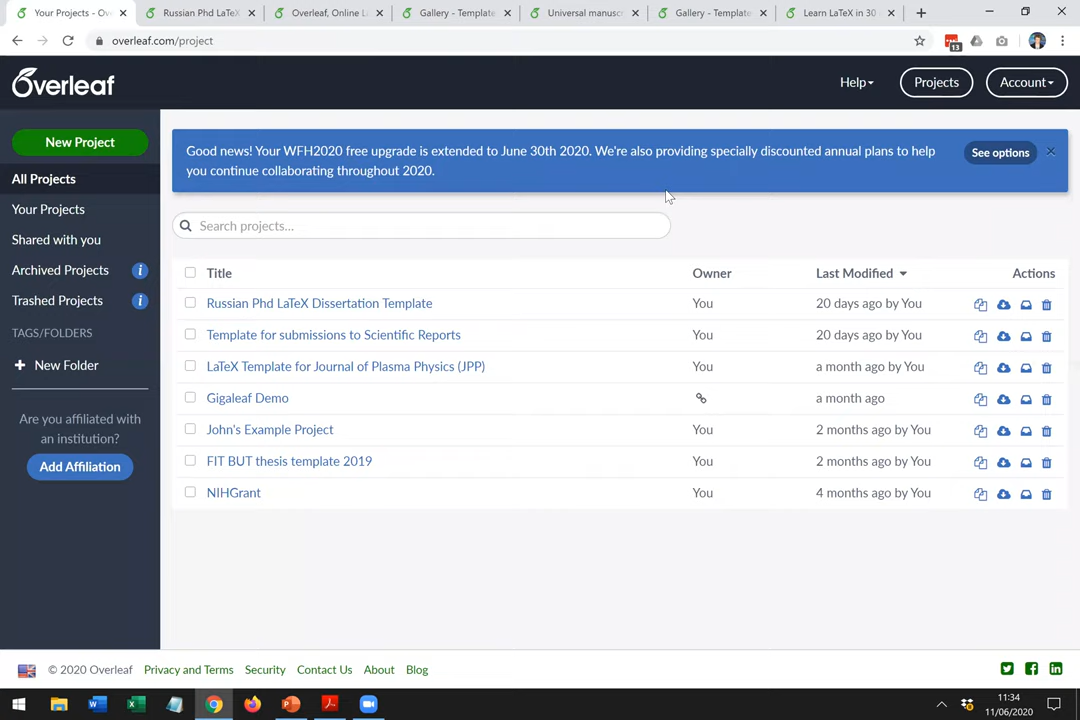 Your Projects - Ove
Russian Phd LaTeX
Overleaf, Online L
Gallery - Template
Universal manusc
Gallery - Template
Learn LaTeX in 30
overleaf.com/project
13
Overleaf
Help
Projects
Account
New Project
All Projects
Your Projects
Shared with you
Archived Projects
i
Trashed Projects
i
TAGS/FOLDERS
New Folder
Are you affiliated with
an institution?
Add Affiliation
Good news! Your WFH2020 free upgrade is extended to June 30th 2020. We're also providing specially discounted annual plans to help
you continue collaborating throughout 2020.
See options
Search projects...
Title Owner Last Modified Actions
Russian Phd LaTeX Dissertation Template You 20 days ago by You
Template for submissions to Scientific Reports You 20 days ago by You
LaTeX Template for Journal of Plasma Physics (JPP) You a month ago by You
Gigaleaf Demo a month ago
John's Example Project You 2 months ago by You
FIT BUT thesis template 2019 You 2 months ago by You
NIHGrant You 4 months ago by You
© 2020 Overleaf Privacy and Terms Security Contact Us About Blog
11:34
11/06/2020